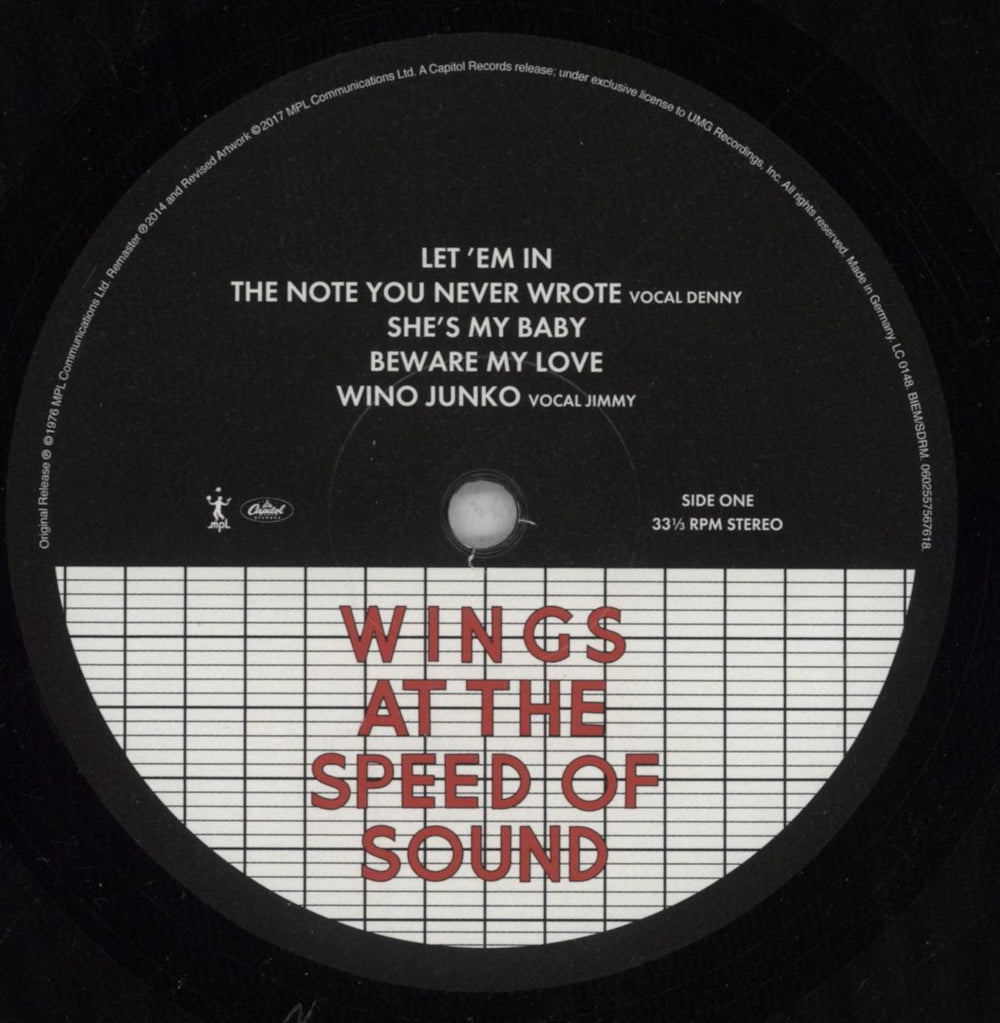 Original Release ℗ ©1976 MPL Communications Ltd. Remaster ℗2014 and Revised Artwork ©2017 MPL Communications Ltd. A Capitol Records release; under exclusive license to UMG Recordings, Inc. All rights reserved. Made in Germany. LC 0148. BIEM/SDRM. 0602557567618.
LET ’EM IN
THE NOTE YOU NEVER WROTE VOCAL DENNY
SHE’S MY BABY
BEWARE MY LOVE
WINO JUNKO VOCAL JIMMY
mpl
Capitol
RECORDS
SIDE ONE
33⅓ RPM STEREO
WINGS
AT THE
SPEED OF
SOUND